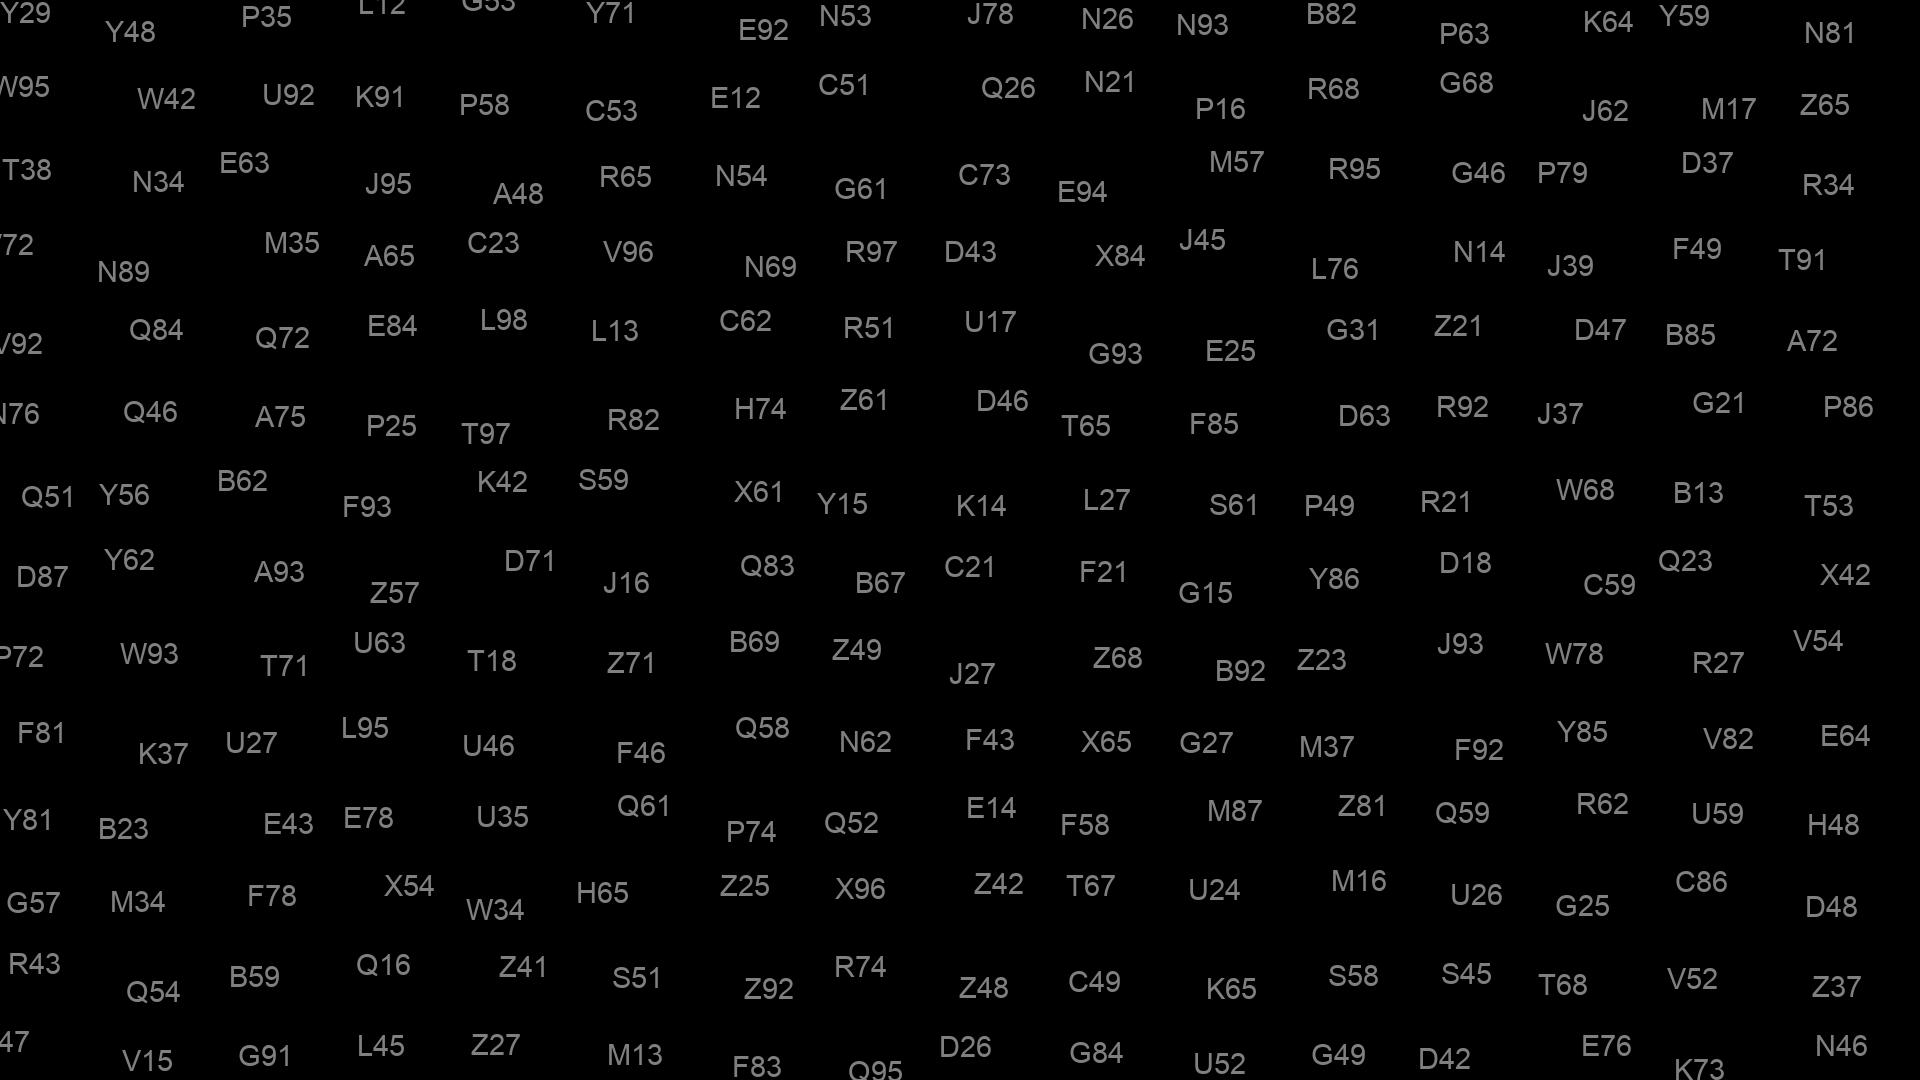 Y29 Y48 P35 L12 G53 Y71 E92 N53 J78 N26 N93 B82 P63 K64 Y59 N81
W95 W42 U92 K91 P58 C53 E12 C51 Q26 N21 P16 R68 G68 J62 M17 Z65
T38 N34 E63 J95 A48 R65 N54 G61 C73 E94 M57 R95 G46 P79 D37 R34
72 N89 M35 A65 C23 V96 N69 R97 D43 X84 J45 L76 N14 J39 F49 T91
V92 Q84 Q72 E84 L98 L13 C62 R51 U17 G93 E25 G31 Z21 D47 B85 A72
N76 Q46 A75 P25 T97 R82 H74 Z61 D46 T65 F85 D63 R92 J37 G21 P86
Q51 Y56 B62 F93 K42 S59 X61 Y15 K14 L27 S61 P49 R21 W68 B13 T53
D87 Y62 A93 Z57 D71 J16 Q83 B67 C21 F21 G15 Y86 D18 C59 Q23 X42
P72 W93 T71 U63 T18 Z71 B69 Z49 J27 Z68 B92 Z23 J93 W78 R27 V54
F81 K37 U27 L95 U46 F46 Q58 N62 F43 X65 G27 M37 F92 Y85 V82 E64
Y81 B23 E43 E78 U35 Q61 P74 Q52 E14 F58 M87 Z81 Q59 R62 U59 H48
G57 M34 F78 X54 W34 H65 Z25 X96 Z42 T67 U24 M16 U26 G25 C86 D48
R43 Q54 B59 Q16 Z41 S51 Z92 R74 Z48 C49 K65 S58 S45 T68 V52 Z37
47 V15 G91 L45 Z27 M13 F83 Q95 D26 G84 U52 G49 D42 E76 K73 N46